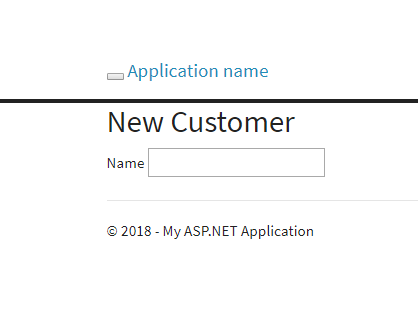 Application name
New Customer
Name
© 2018 - My ASP.NET Application